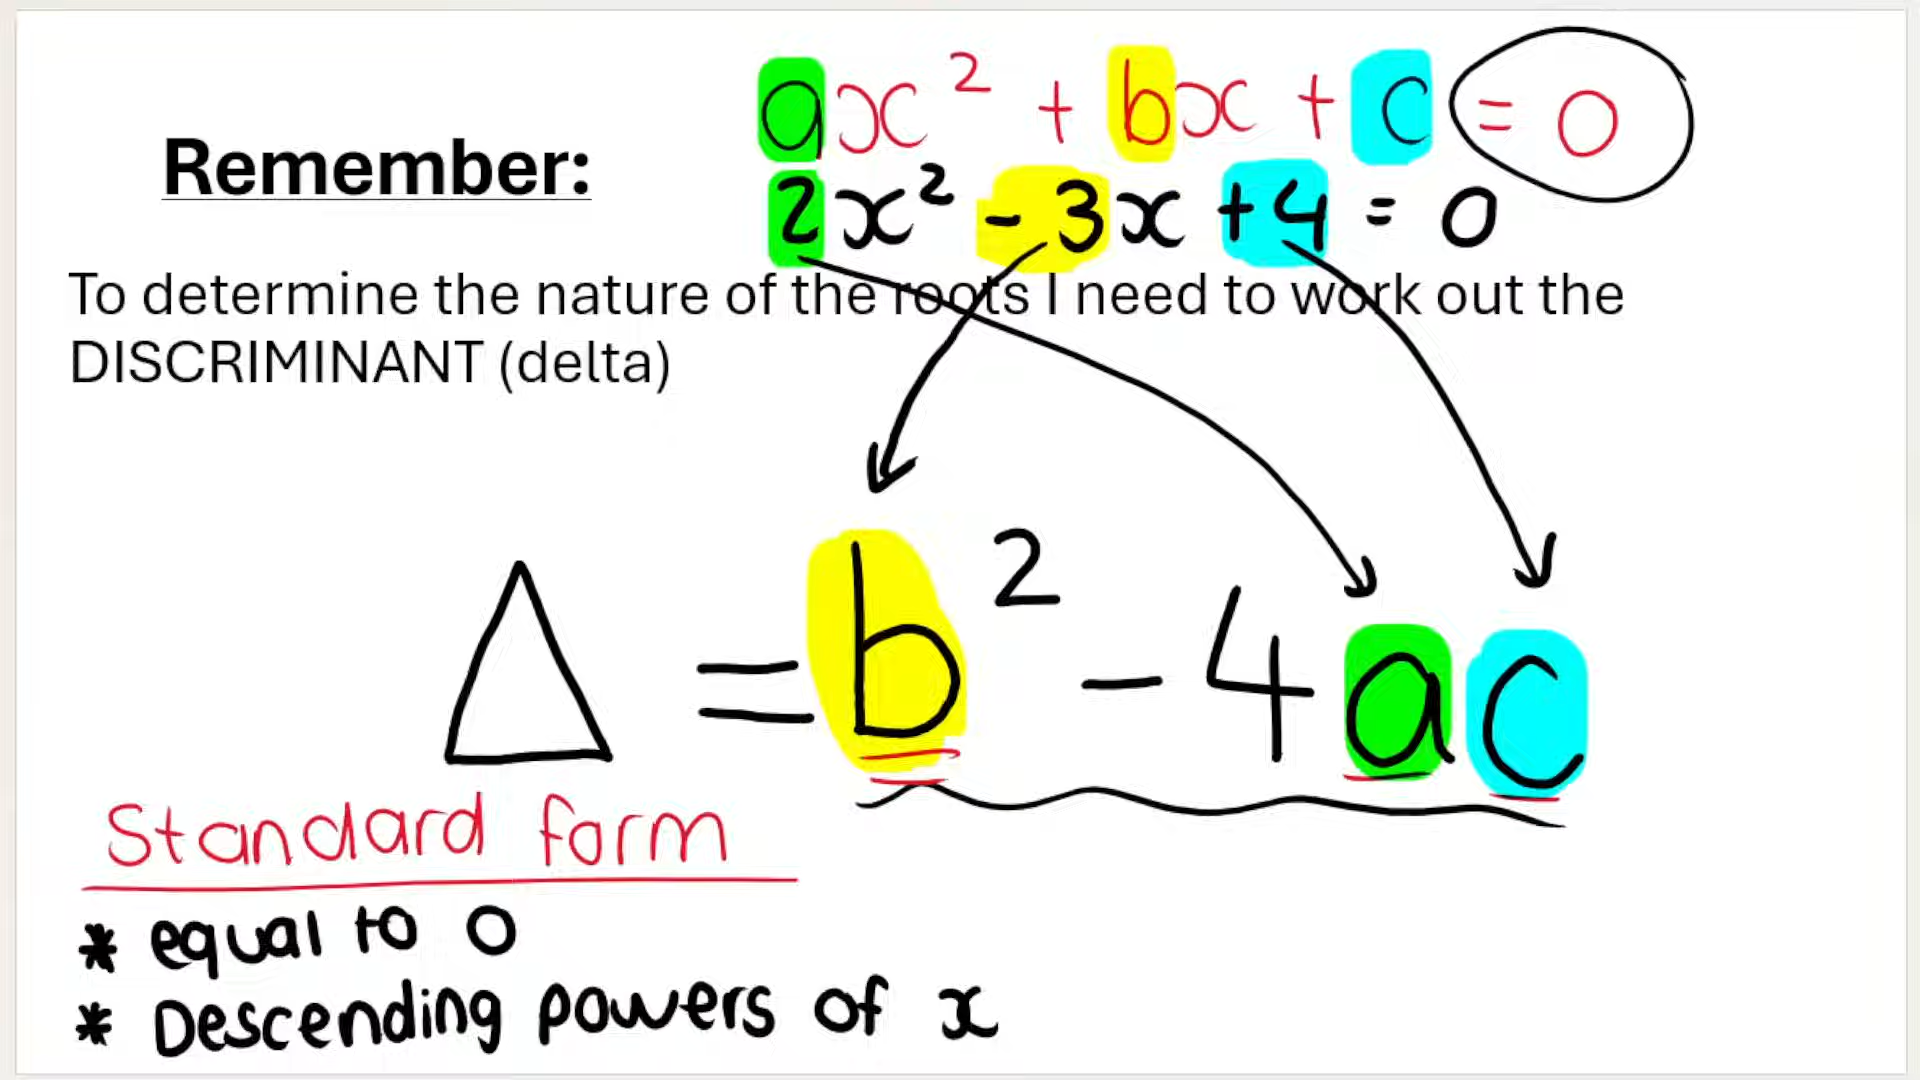 ax² + bx + c = 0
Remember:
2x² - 3x + 4 = 0
To determine the nature of the roots I need to work out the
DISCRIMINANT (delta)
Δ = b² - 4ac
Standard form
* equal to 0
* Descending powers of x